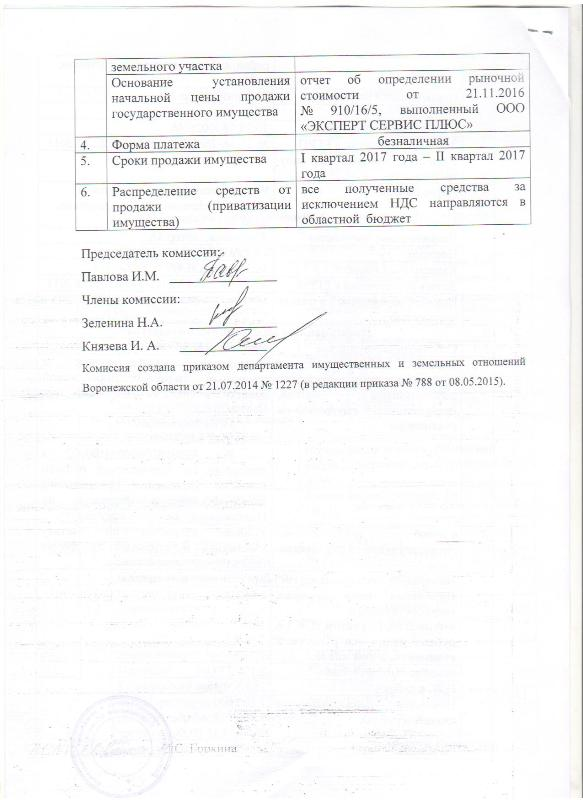 земельного участка
Основание установления
начальной цены продажи
государственного имущества
отчет об определении рыночной
стоимости от 21.11.2016
№ 910/16/5, выполненный ООО
«ЭКСПЕРТ СЕРВИС ПЛЮС»
4. Форма платежа безналичная
5. Сроки продажи имущества I квартал 2017 года – II квартал 2017
года
6. Распределение средств от
продажи (приватизации
имущества)
все полученные средства за
исключением НДС направляются в
областной бюджет
Председатель комиссии:
Павлова И.М.
Члены комиссии:
Зеленина Н.А.
Князева И. А.
Комиссия создана приказом департамента имущественных и земельных отношений
Воронежской области от 21.07.2014 № 1227 (в редакции приказа № 788 от 08.05.2015).
Горкина